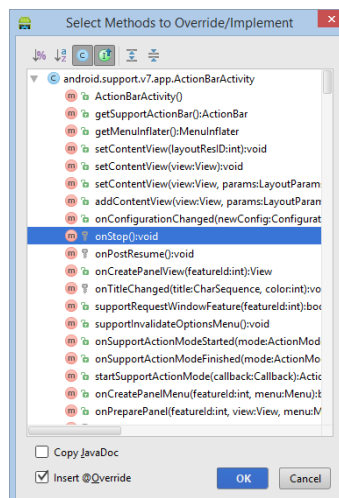 Select Methods to Override/Implement
android.support.v7.app.ActionBarActivity
ActionBarActivity()
getSupportActionBar():ActionBar
getMenuInflater():MenuInflater
setContentView(layoutResID:int):void
setContentView(view:View):void
setContentView(view:View, params:LayoutParams
addContentView(view:View, params:LayoutParam
onConfigurationChanged(newConfig:Configurat
onStop():void
onPostResume():void
onCreatePanelView(featureId:int):View
onTitleChanged(title:CharSequence, color:int):vo
supportRequestWindowFeature(featureId:int):boo
supportInvalidateOptionsMenu():void
onSupportActionModeStarted(mode:ActionMod
onSupportActionModeFinished(mode:ActionMo
startSupportActionMode(callback:Callback):Actio
onCreatePanelMenu(featureId:int, menu:Menu):b
onPreparePanel(featureId:int, view:View, menu:M
Copy JavaDoc
Insert @Override
OK
Cancel